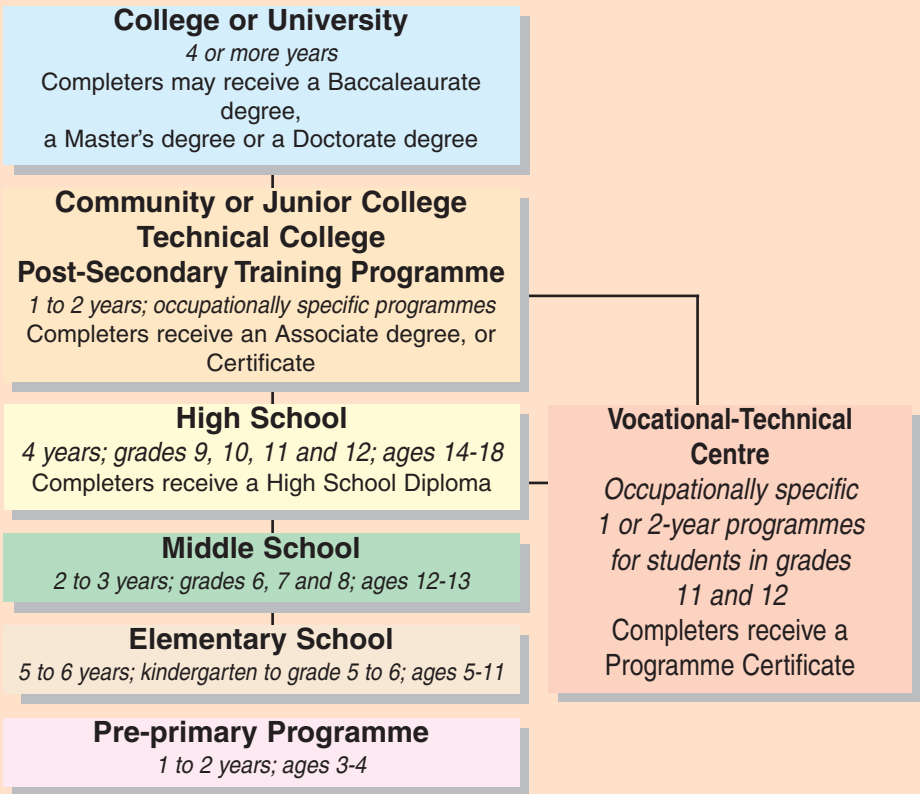 College or University
4 or more years
Completers may receive a Baccaleaurate
degree,
a Master's degree or a Doctorate degree
Community or Junior College
Technical College
Post-Secondary Training Programme
1 to 2 years; occupationally specific programmes
Completers receive an Associate degree, or
Certificate
High School
4 years; grades 9, 10, 11 and 12; ages 14-18
Completers receive a High School Diploma
Vocational-Technical
Centre
Occupationally specific
1 or 2-year programmes
for students in grades
11 and 12
Completers receive a
Programme Certificate
Middle School
2 to 3 years; grades 6, 7 and 8; ages 12-13
Elementary School
5 to 6 years; kindergarten to grade 5 to 6; ages 5-11
Pre-primary Programme
1 to 2 years; ages 3-4